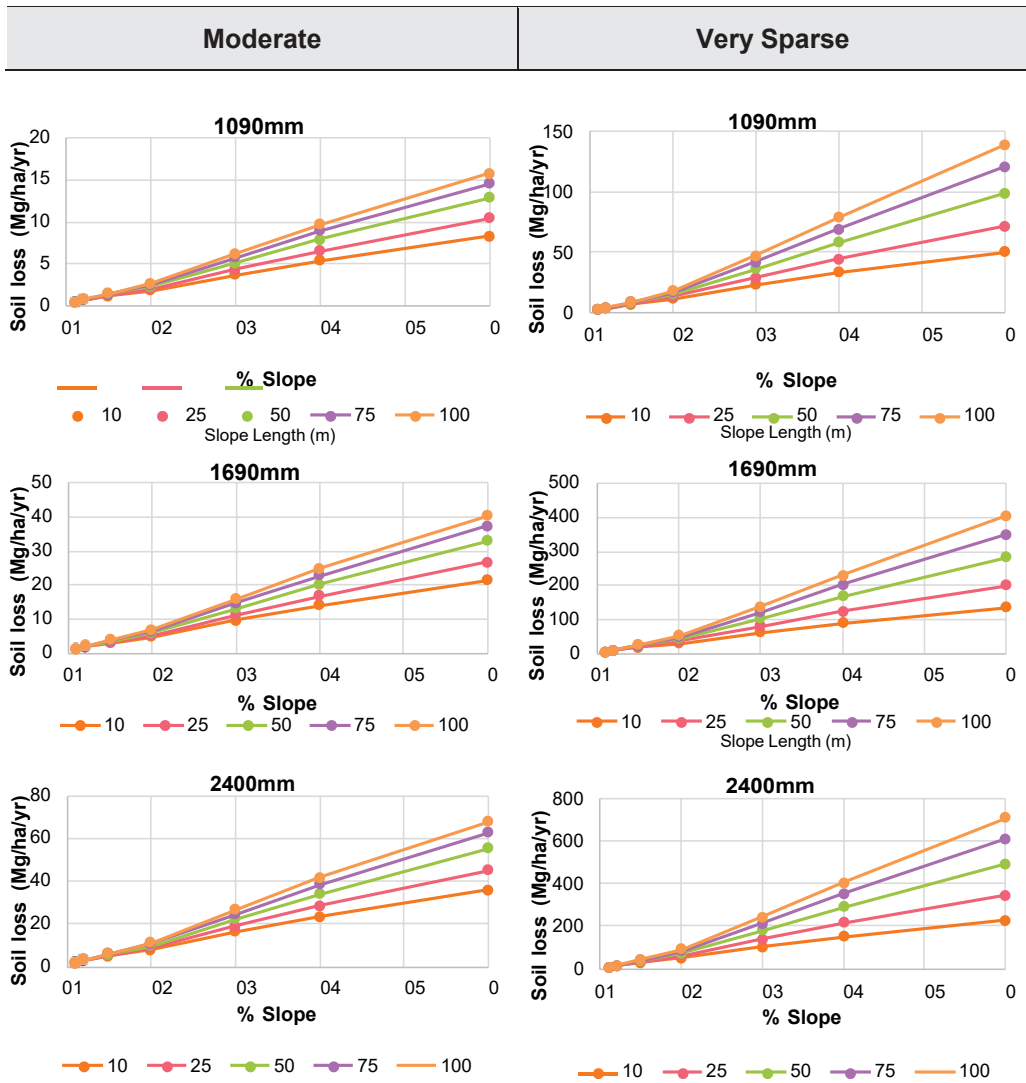 Moderate
Very Sparse
1090mm
Soil loss (Mg/ha/yr)
20
15
10
5
0
01 02 03 04 05 0
% Slope
10 25 50 75 100
Slope Length (m)
1090mm
Soil loss (Mg/ha/yr)
150
100
50
0
01 02 03 04 05 0
% Slope
10 25 50 75 100
Slope Length (m)
1690mm
Soil loss (Mg/ha/yr)
50
40
30
20
10
0
01 02 03 04 05 0
% Slope
10 25 50 75 100
1690mm
Soil loss (Mg/ha/yr)
500
400
300
200
100
0
01 02 03 04 05 0
% Slope
10 25 50 75 100
Slope Length (m)
2400mm
Soil loss (Mg/ha/yr)
80
60
40
20
0
01 02 03 04 05 0
% Slope
10 25 50 75 100
2400mm
Soil loss (Mg/ha/yr)
800
600
400
200
0
01 02 03 04 05 0
% Slope
10 25 50 75 100